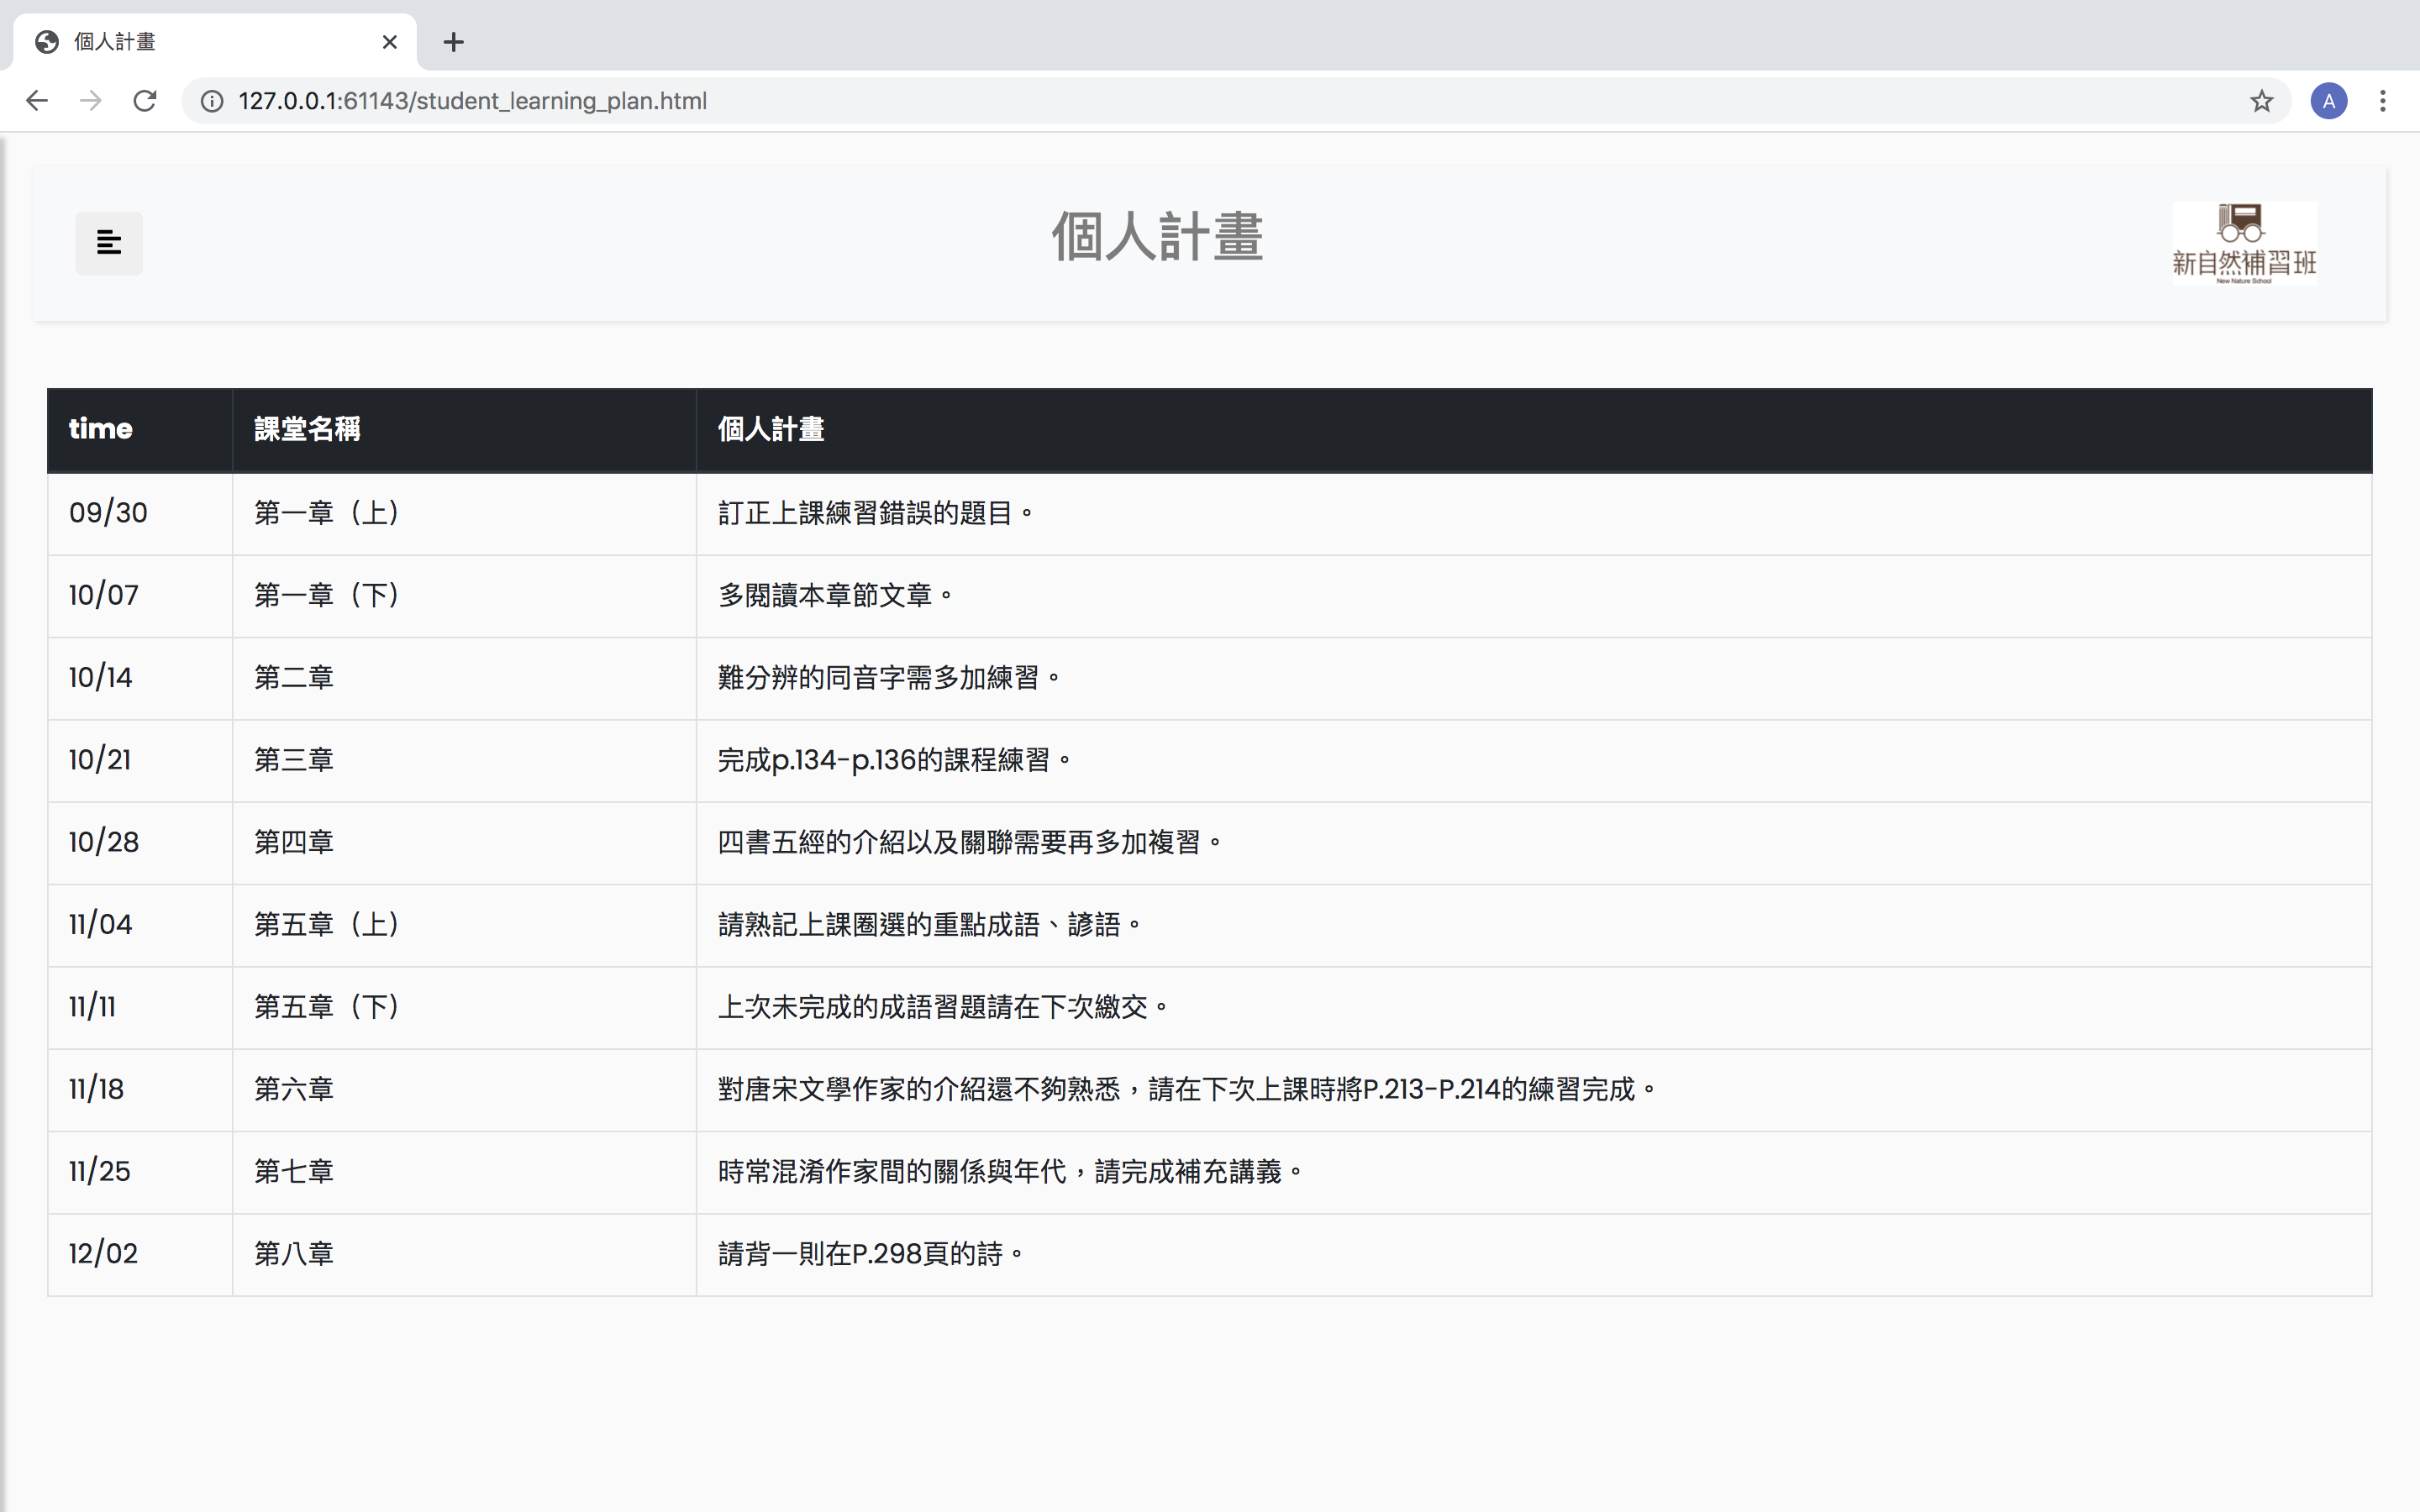 個人計畫
127.0.0.1:61143/student_learning_plan.html
A
個人計畫
新自然補習班
New Nature School
time 課堂名稱 個人計畫
09/30 第一章（上） 訂正上課練習錯誤的題目。
10/07 第一章（下） 多閱讀本章節文章。
10/14 第二章 難分辨的同音字需多加練習。
10/21 第三章 完成p.134-p.136的課程練習。
10/28 第四章 四書五經的介紹以及關聯需要再多加複習。
11/04 第五章（上） 請熟記上課圈選的重點成語、諺語。
11/11 第五章（下） 上次未完成的成語習題請在下次繳交。
11/18 第六章 對唐宋文學作家的介紹還不夠熟悉，請在下次上課時將P.213-P.214的練習完成。
11/25 第七章 時常混淆作家間的關係與年代，請完成補充講義。
12/02 第八章 請背一則在P.298頁的詩。